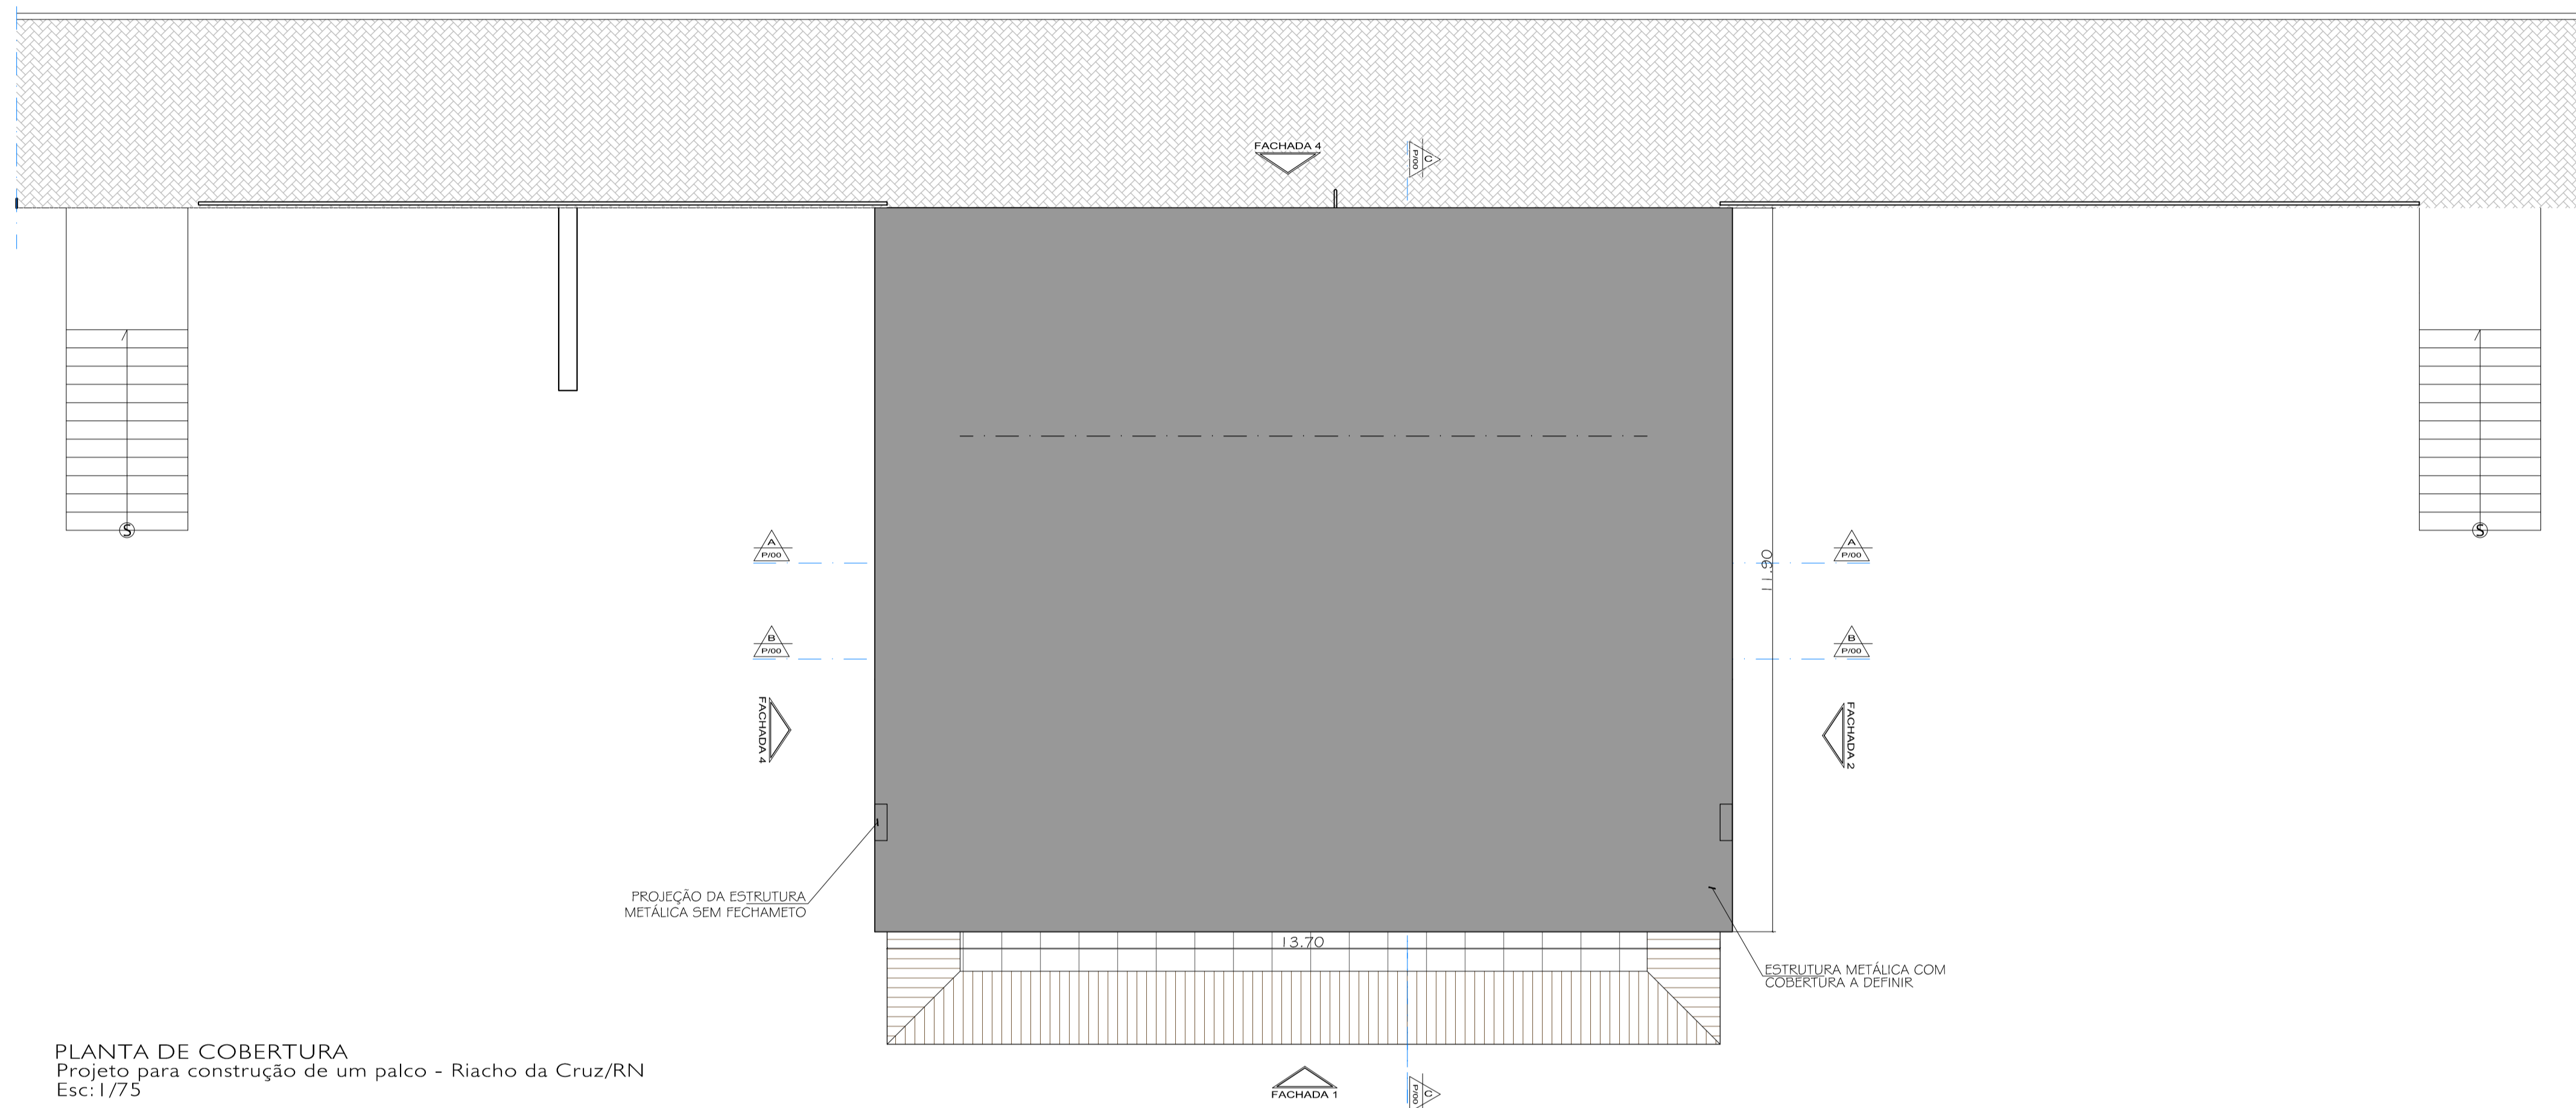 FACHADA 4
C
P/00
11.90
S
S
A
P/00
A
P/00
B
P/00
B
P/00
FACHADA 4
FACHADA 2
PROJEÇÃO DA ESTRUTURA
METÁLICA SEM FECHAMETO
13.70
ESTRUTURA METÁLICA COM
COBERTURA A DEFINIR
PLANTA DE COBERTURA
Projeto para construção de um palco - Riacho da Cruz/RN
Esc:1/75
FACHADA 1
C
P/00